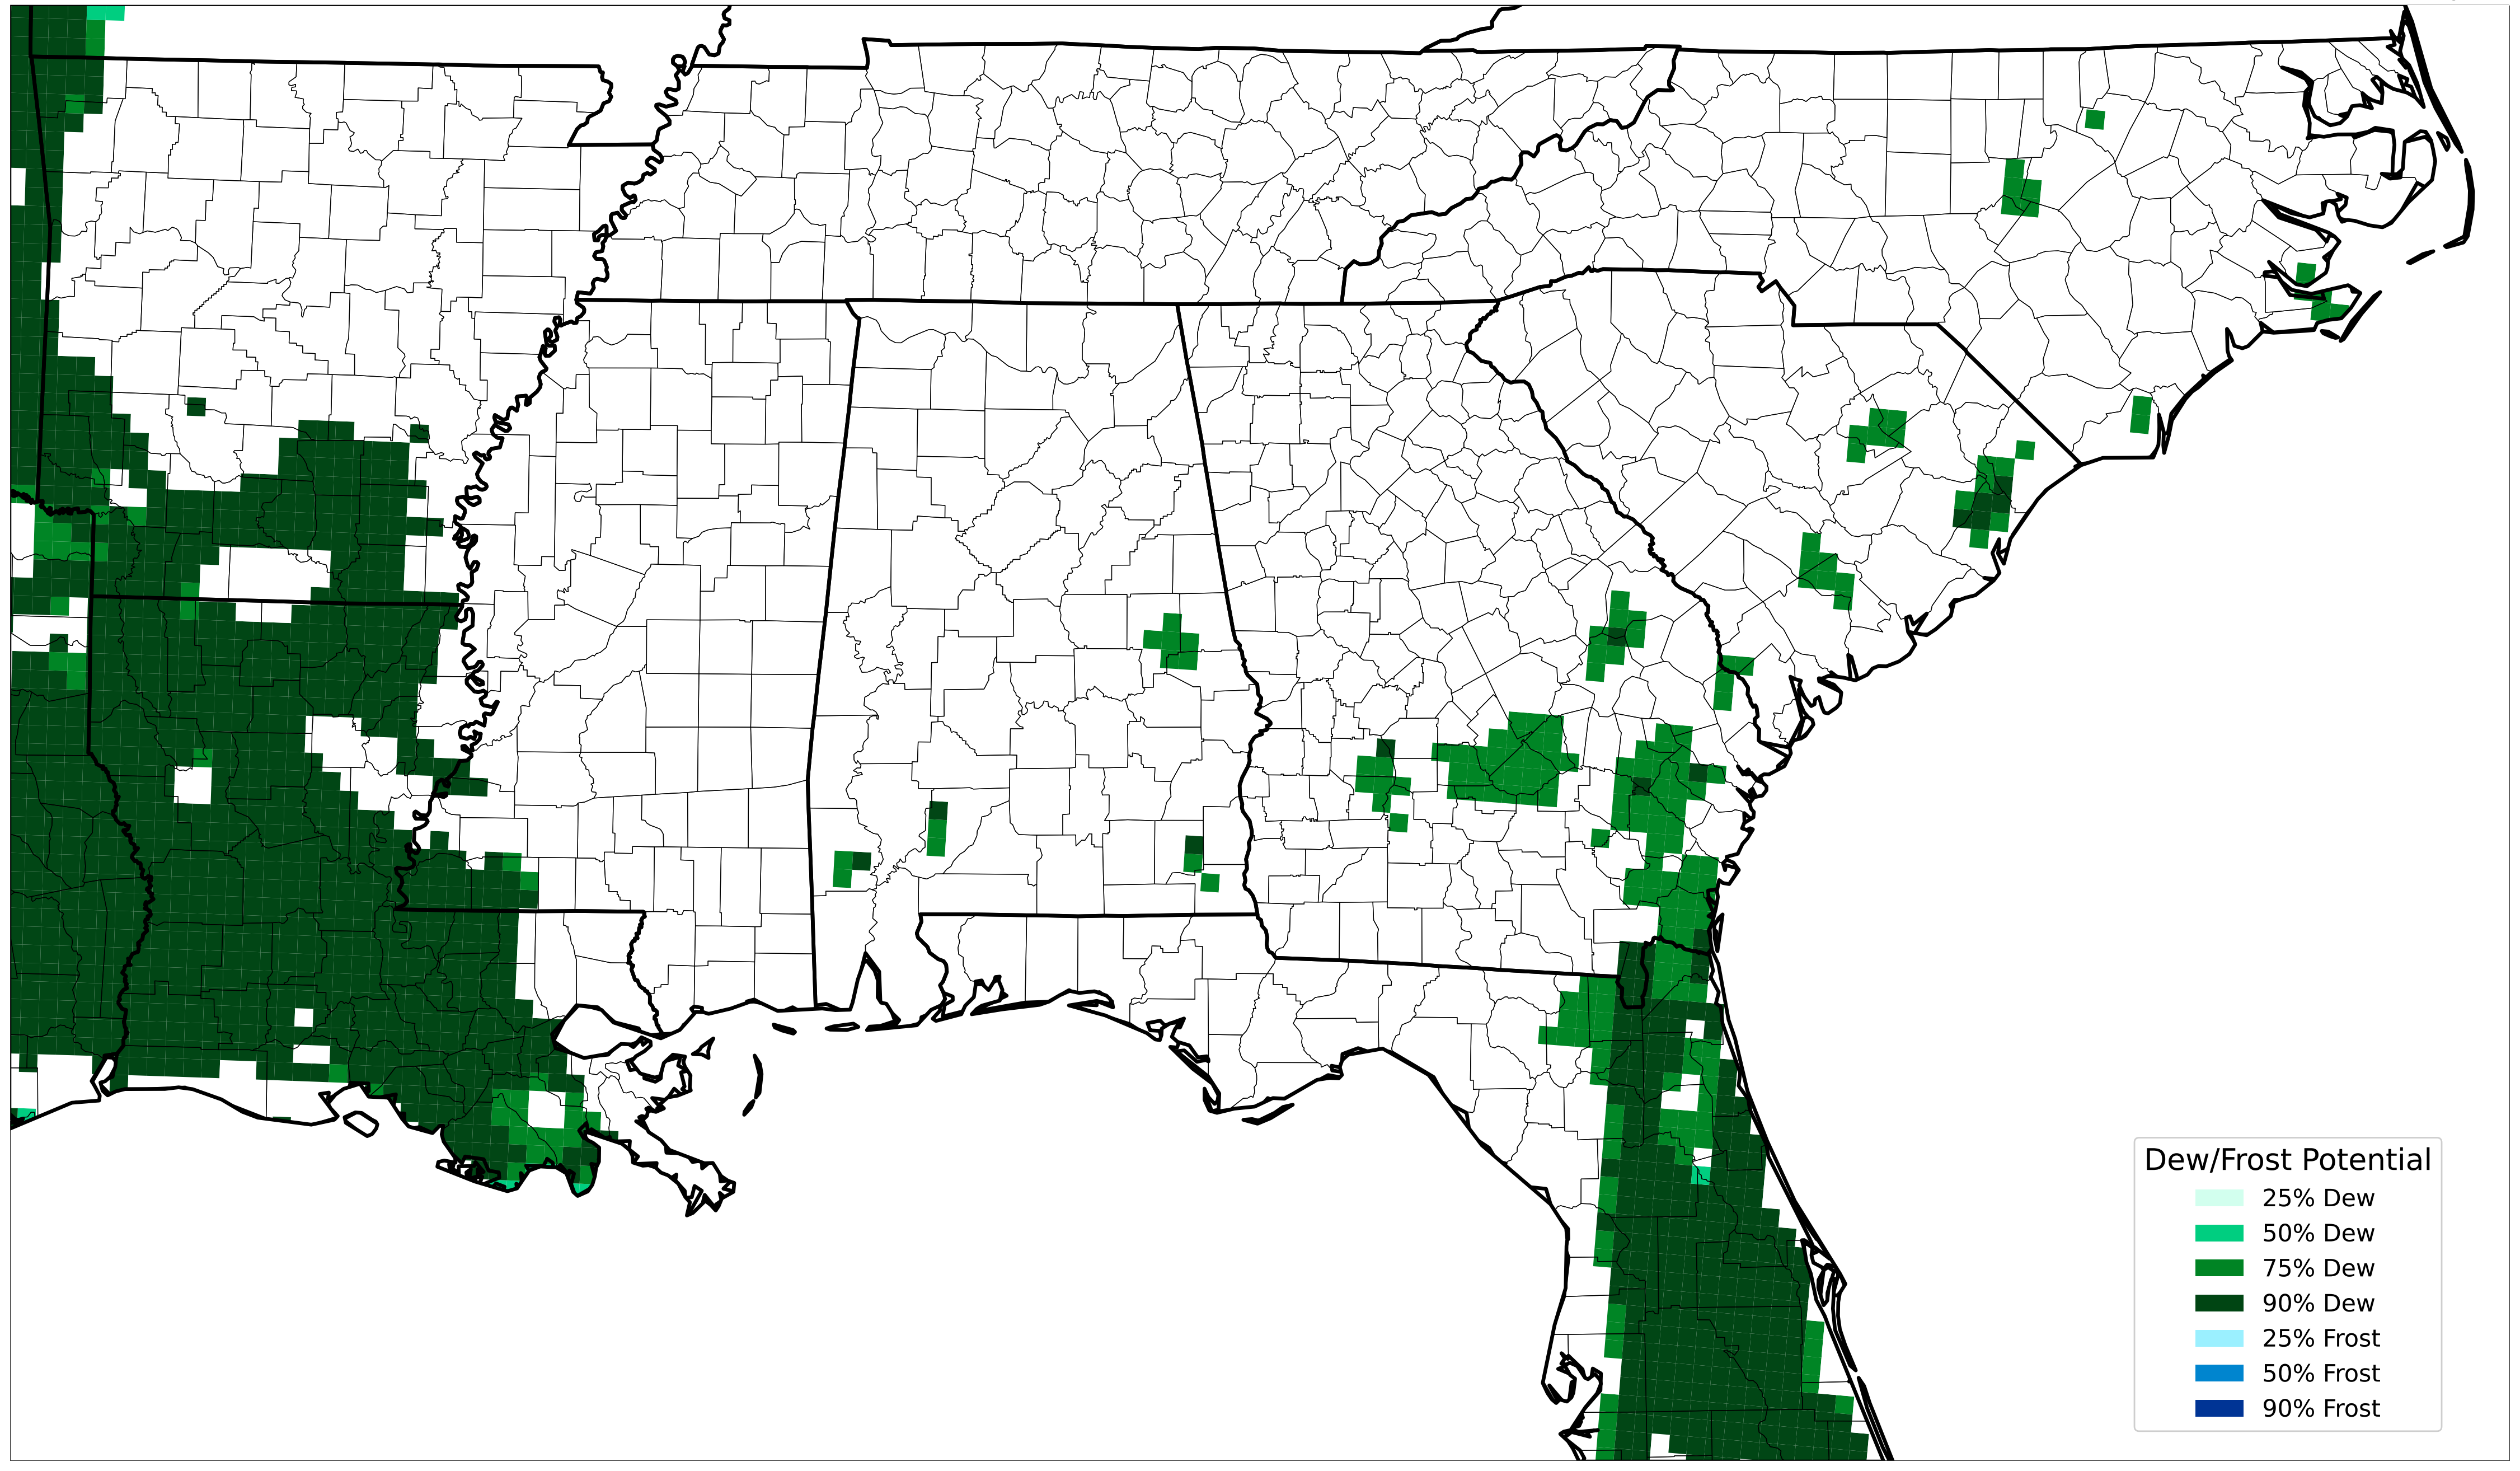 Dew/Frost Potential
25% Dew
50% Dew
75% Dew
90% Dew
25% Frost
50% Frost
90% Frost